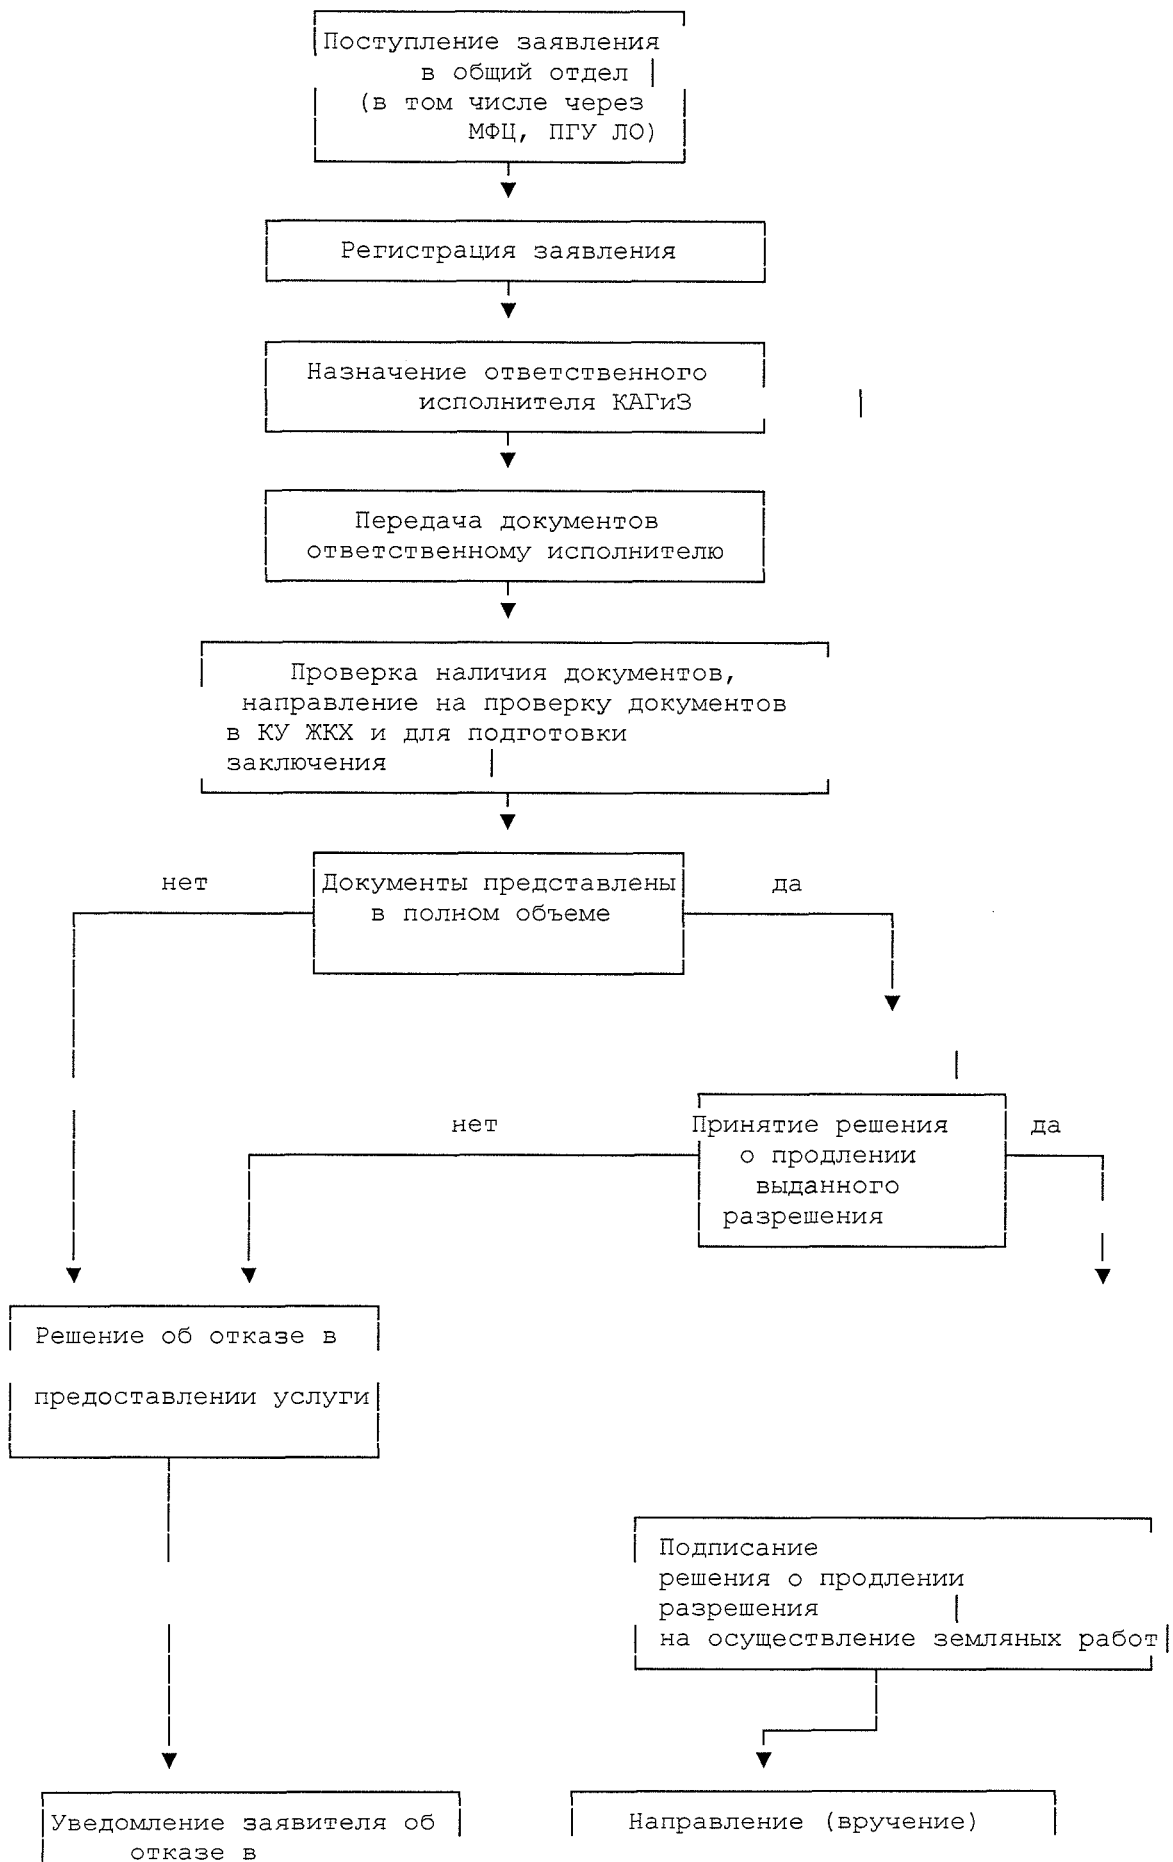 Поступление заявления
в общий отдел
(в том числе через
МФЦ, ПГУ ЛО)
Регистрация заявления
Назначение ответственного
исполнителя КАГиЗ
Передача документов
ответственному исполнителю
Проверка наличия документов,
направление на проверку документов
в КУ ЖКХ и для подготовки
заключения
нет
Документы представлены
в полном объеме
да
нет
Принятие решения
о продлении
выданного
разрешения
да
Решение об отказе в
предоставлении услуги
Подписание
решения о продлении
разрешения
на осуществление земляных работ
Уведомление заявителя об
отказе в
Направление (вручение)